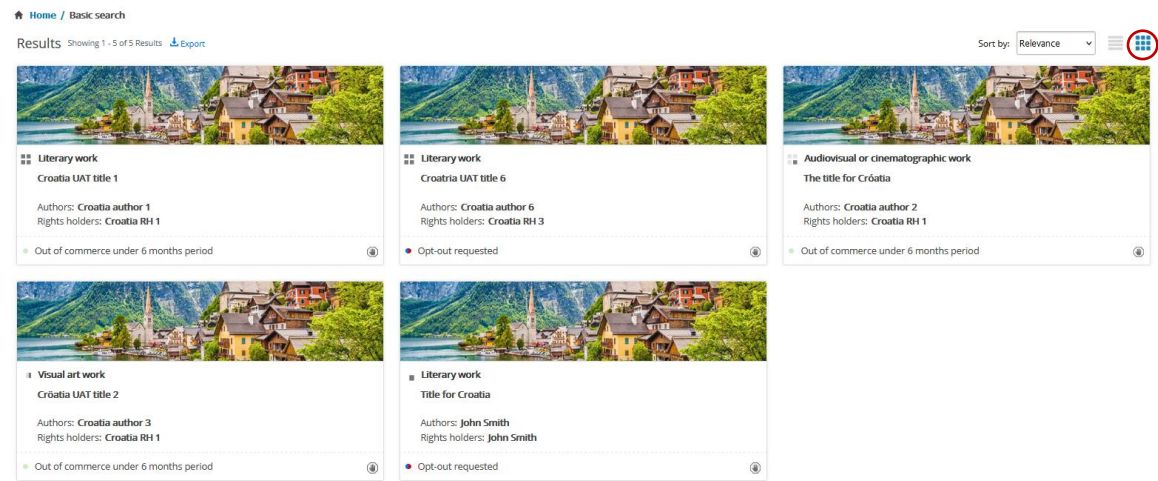 Home / Basic search
Results Showing 1 - 5 of 5 Results Export
Sort by: Relevance
Literary work
Croatia UAT title 1
Authors: Croatia author 1
Rights holders: Croatia RH 1
Out of commerce under 6 months period
Literary work
Croatria UAT title 6
Authors: Croatia author 6
Rights holders: Croatia RH 3
Opt-out requested
Audiovisual or cinematographic work
The title for Cróatia
Authors: Croatia author 2
Rights holders: Croatia RH 1
Out of commerce under 6 months period
Visual art work
Cröatia UAT title 2
Authors: Croatia author 3
Rights holders: Croatia RH 1
Out of commerce under 6 months period
Literary work
Title for Croatia
Authors: John Smith
Rights holders: John Smith
Opt-out requested